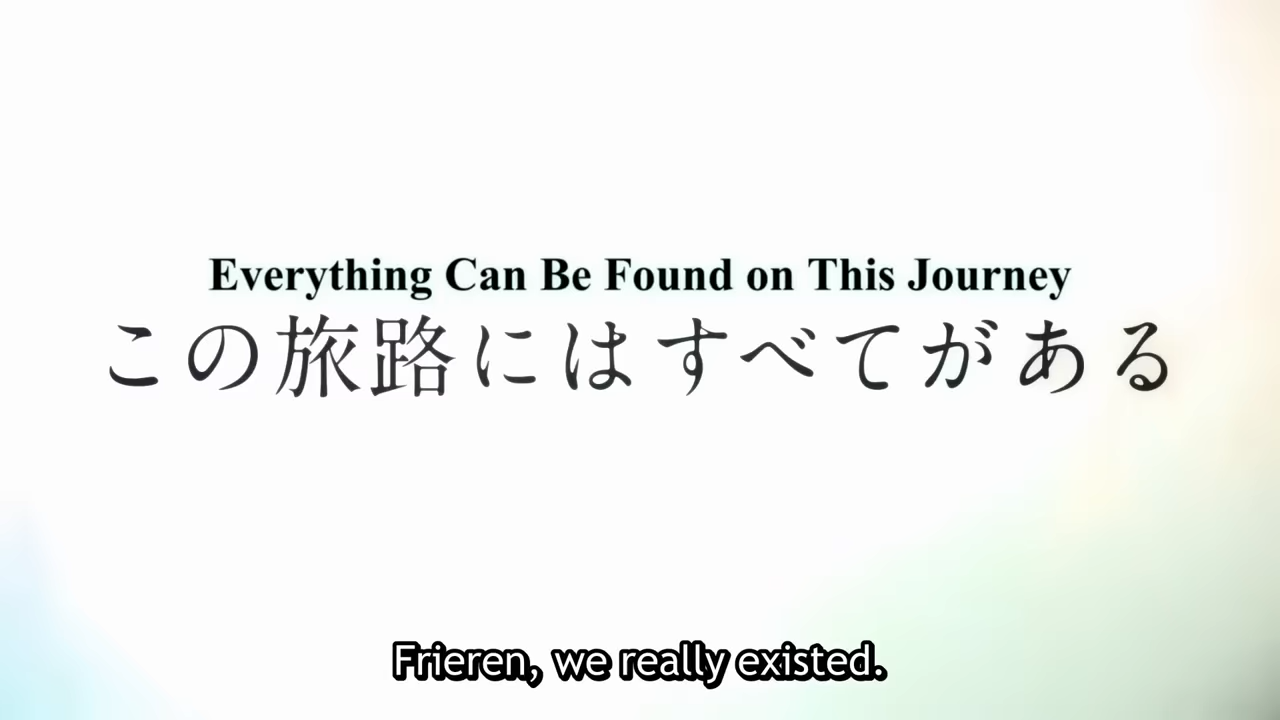 Everything Can Be Found on This Journey
この旅路にはすべてがある
Frieren, we really existed.